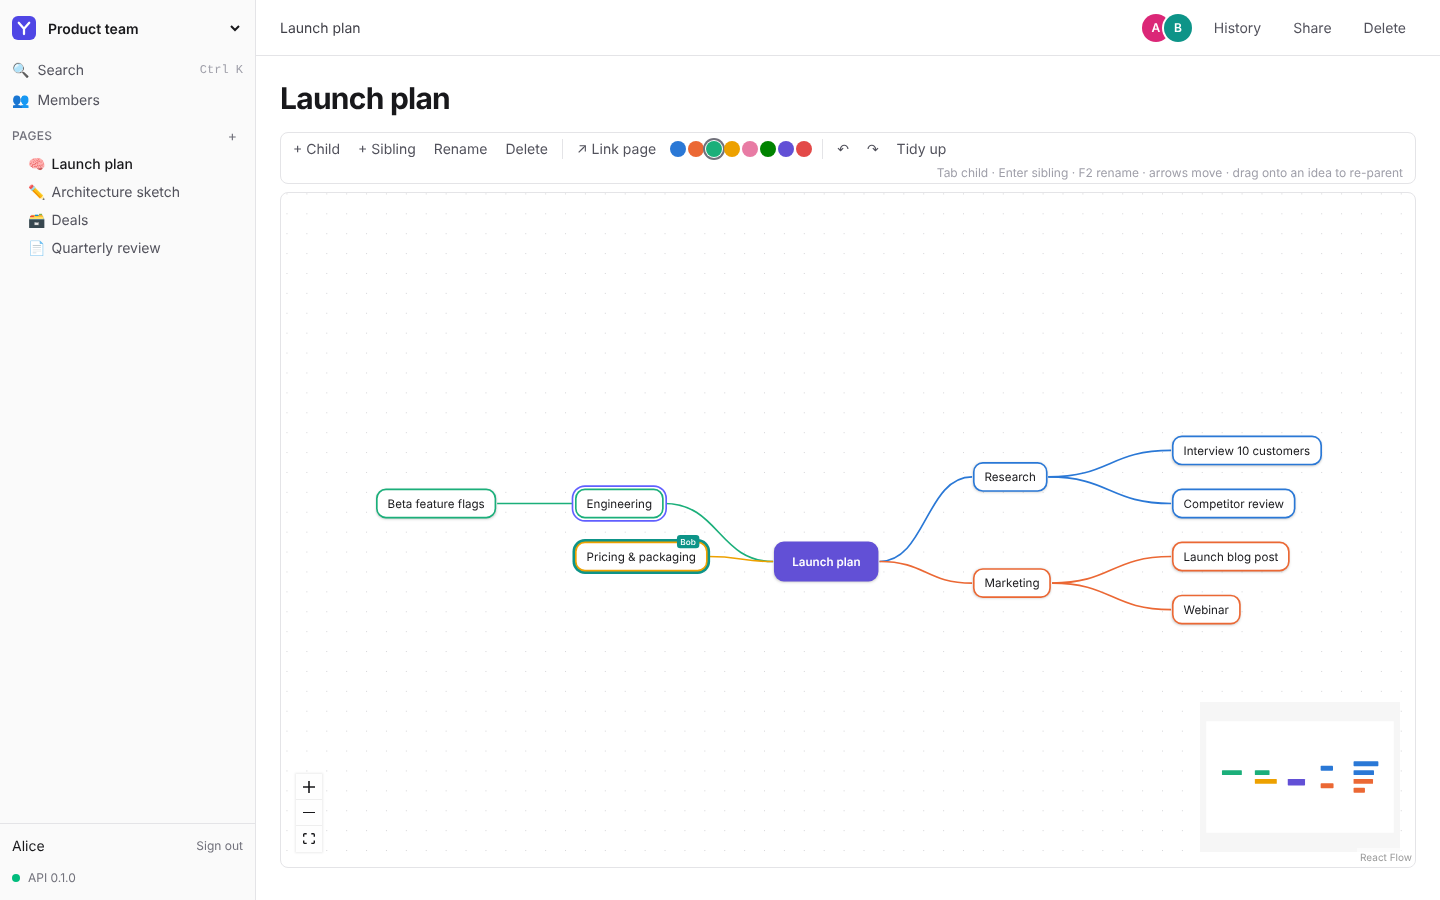 Product team
Search Ctrl K
Members
PAGES +
Launch plan
Architecture sketch
Deals
Quarterly review
Alice Sign out
API 0.1.0
Launch plan A B History Share Delete
Launch plan
+ Child + Sibling Rename Delete ↗ Link page ↶ ↷ Tidy up
Tab child · Enter sibling · F2 rename · arrows move · drag onto an idea to re-parent
Interview 10 customers
Research
Beta feature flags Engineering Competitor review
Bob
Pricing & packaging Launch plan Launch blog post
Marketing
Webinar
React Flow